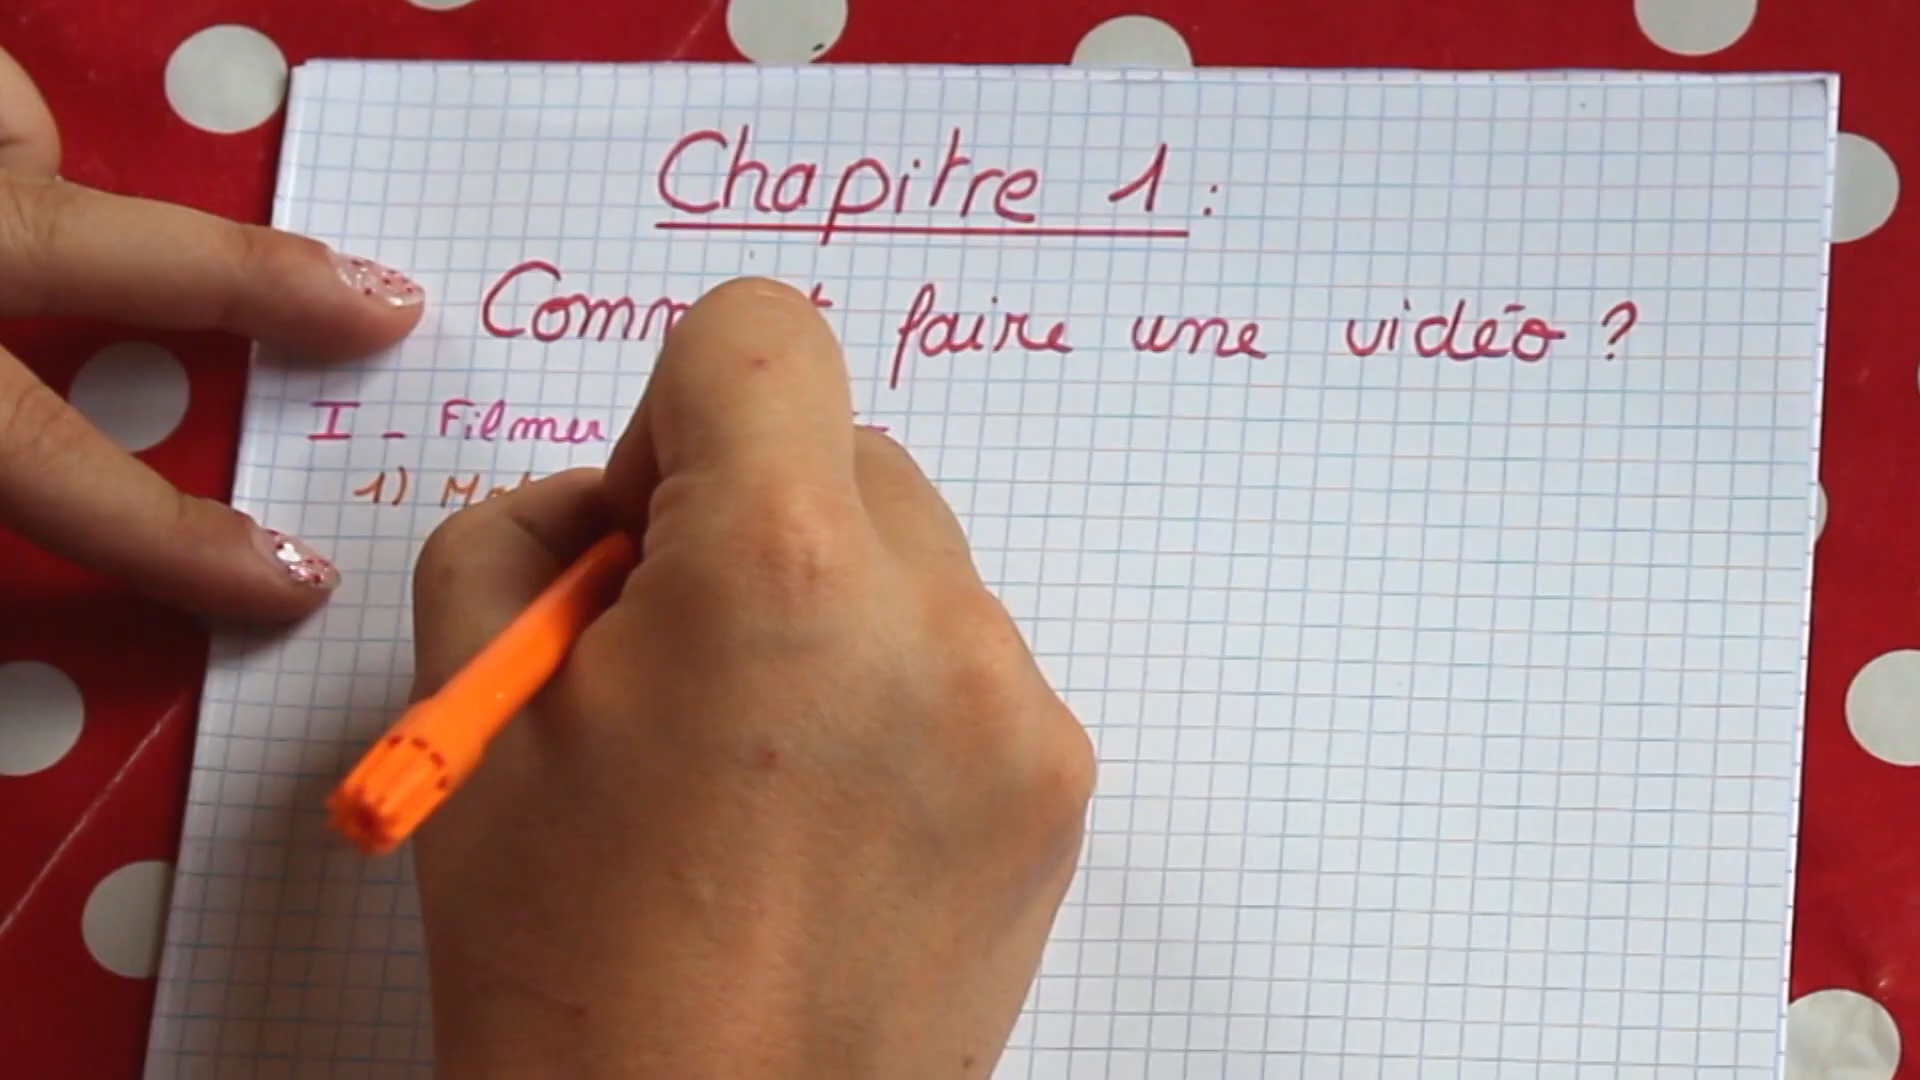 Chapitre 1 :
faire une vidéo ?
I - Filmer
1)